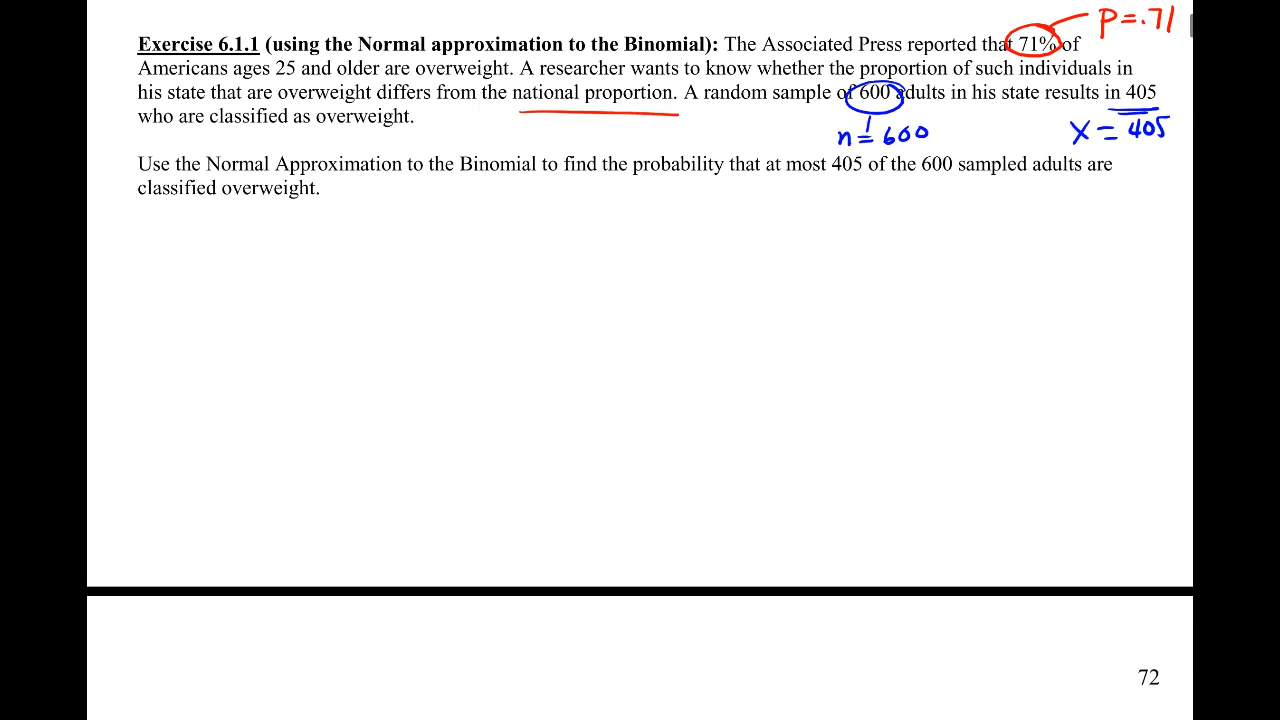 p=.71
Exercise 6.1.1 (using the Normal approximation to the Binomial): The Associated Press reported that 71% of
Americans ages 25 and older are overweight. A researcher wants to know whether the proportion of such individuals in
his state that are overweight differs from the national proportion. A random sample of 600 adults in his state results in 405
who are classified as overweight.
n = 600
X = 405
Use the Normal Approximation to the Binomial to find the probability that at most 405 of the 600 sampled adults are
classified overweight.
72